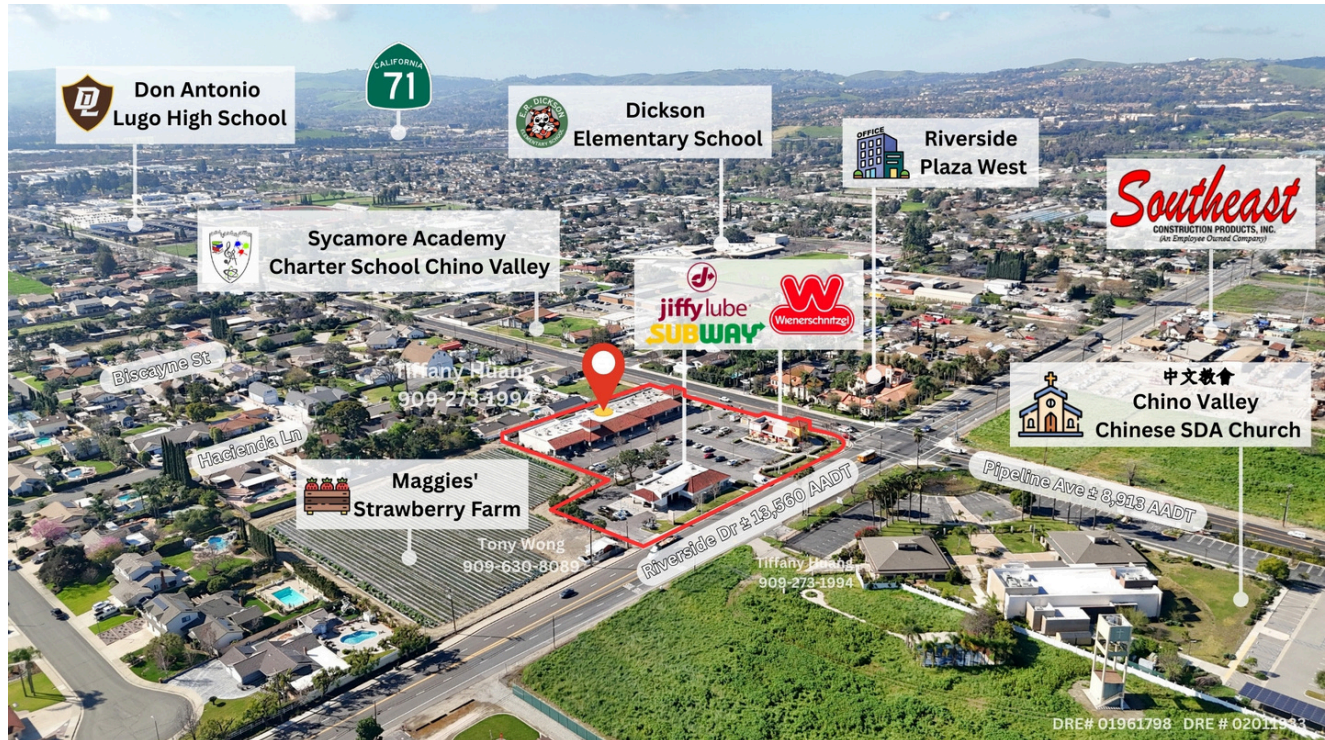 Don Antonio
Lugo High School
CALIFORNIA
71
E.R. DICKSON
ELEMENTARY SCHOOL
Dickson
Elementary School
OFFICE
Riverside
Plaza West
Southeast
CONSTRUCTION PRODUCTS, INC.
(An Employee Owned Company)
Sycamore Academy
Charter School Chino Valley
jiffy lube
SUBWAY
W
Wienerschnitzel
Biscayne St
Tiffany Huang
909-273-1994
中文教會
Chino Valley
Chinese SDA Church
Hacienda Ln
Maggies'
Strawberry Farm
Riverside Dr ± 13,560 AADT
Pipeline Ave ± 8,913 AADT
Tony Wong
909-630-8089
Tiffany Huang
909-273-1994
DRE# 01961798 DRE # 02011933